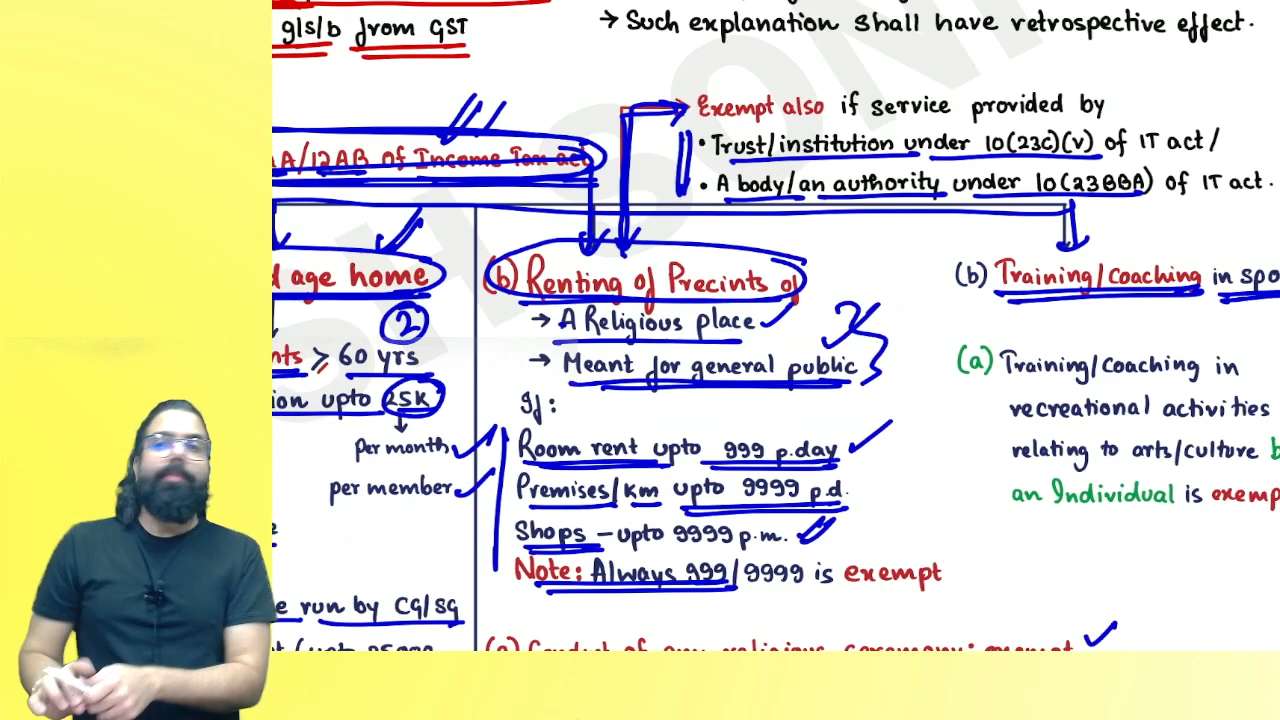 g/s/b from GST
→ Such explanation shall have retrospective effect.
Exempt also if service provided by
• Trust/institution under 10(23C)(v) of IT act /
• A body/an authority under 10(23BBA) of IT act.
/12AB of Income Tax act
age home
②
≥ 60 yrs
upto 25K
per month
per member
run by CG/SG
(b) Renting of Precints of
→ A Religious place
→ Meant for general public
If:
Room rent upto 999 p.day
Premises/km upto 9999 p.d.
Shops – upto 9999 p.m.
Note: Always 999/9999 is exempt
(b) Training/coaching in spo
(a) Training/coaching in
recreational activities
relating to arts/culture b
an Individual is exemp